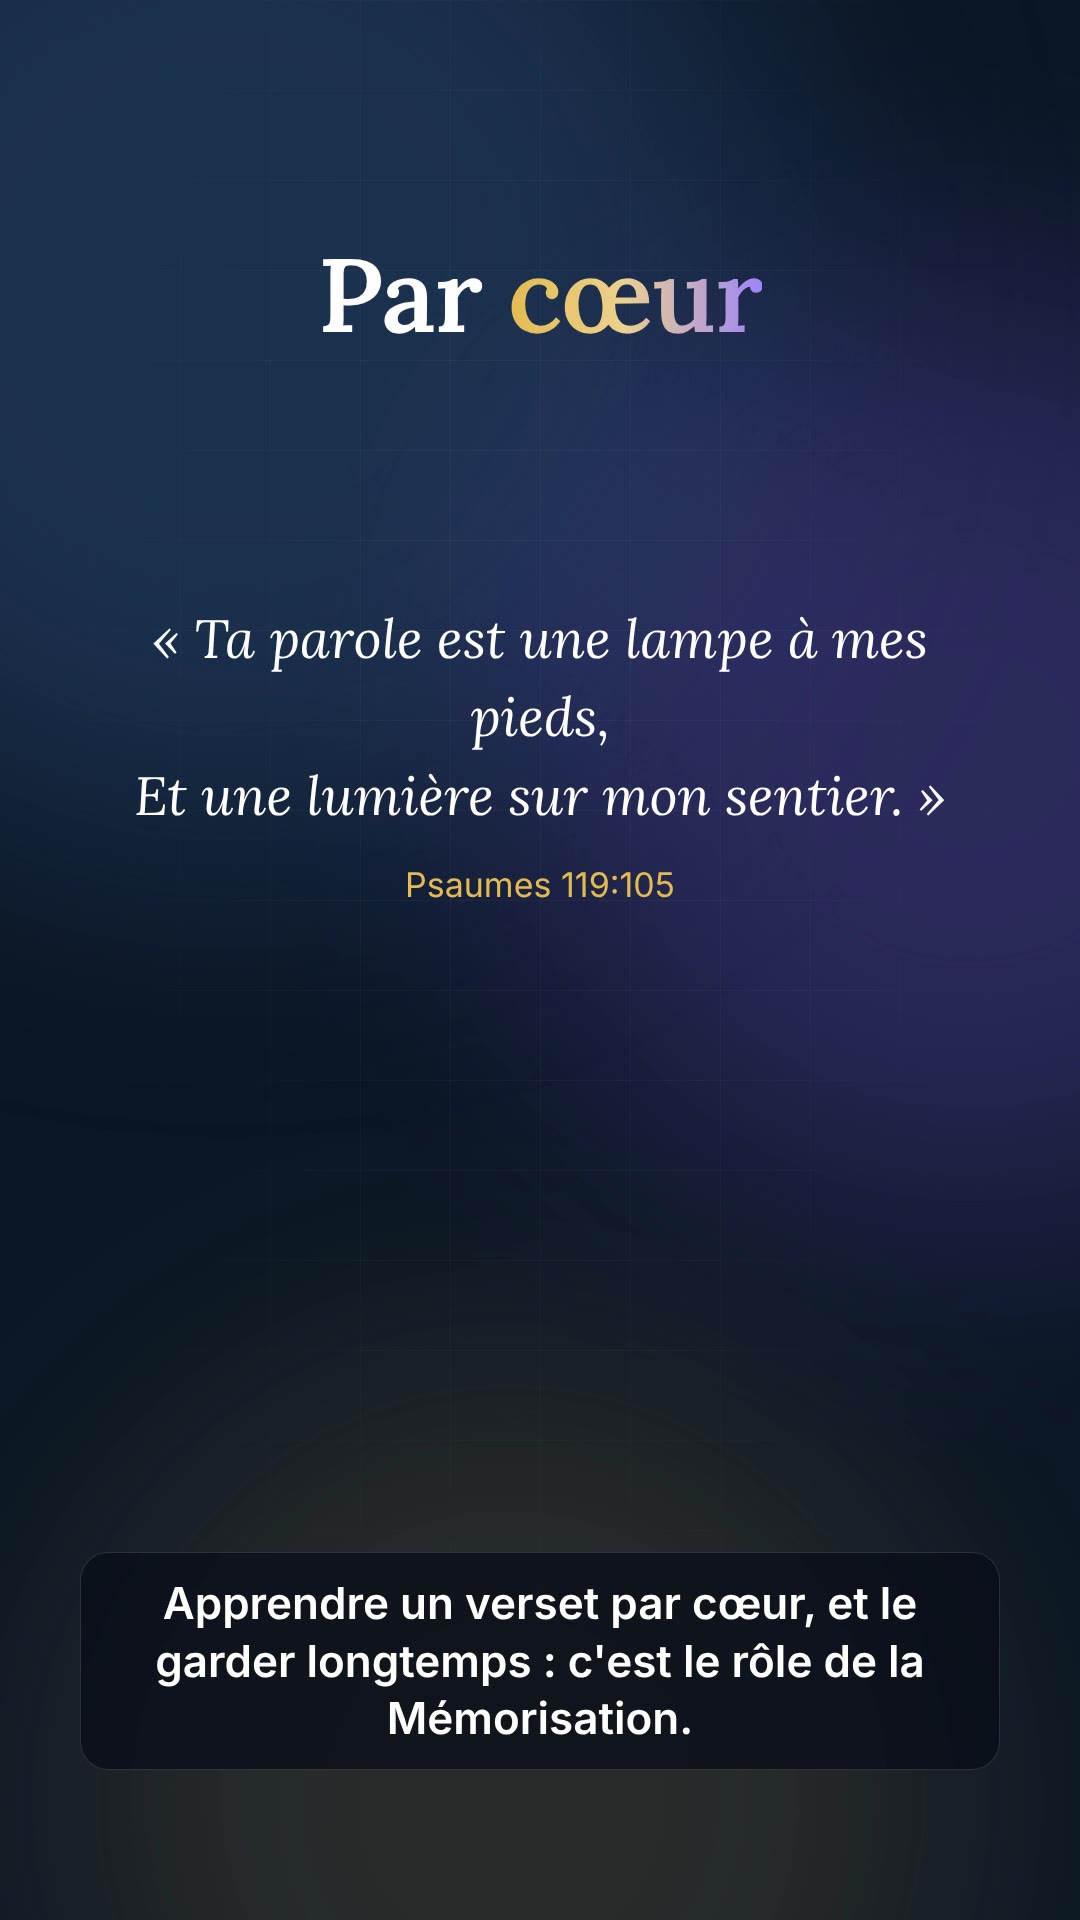 Par cœur
« Ta parole est une lampe à mes
pieds,
Et une lumière sur mon sentier. »
Psaumes 119:105
Apprendre un verset par cœur, et le
garder longtemps : c'est le rôle de la
Mémorisation.